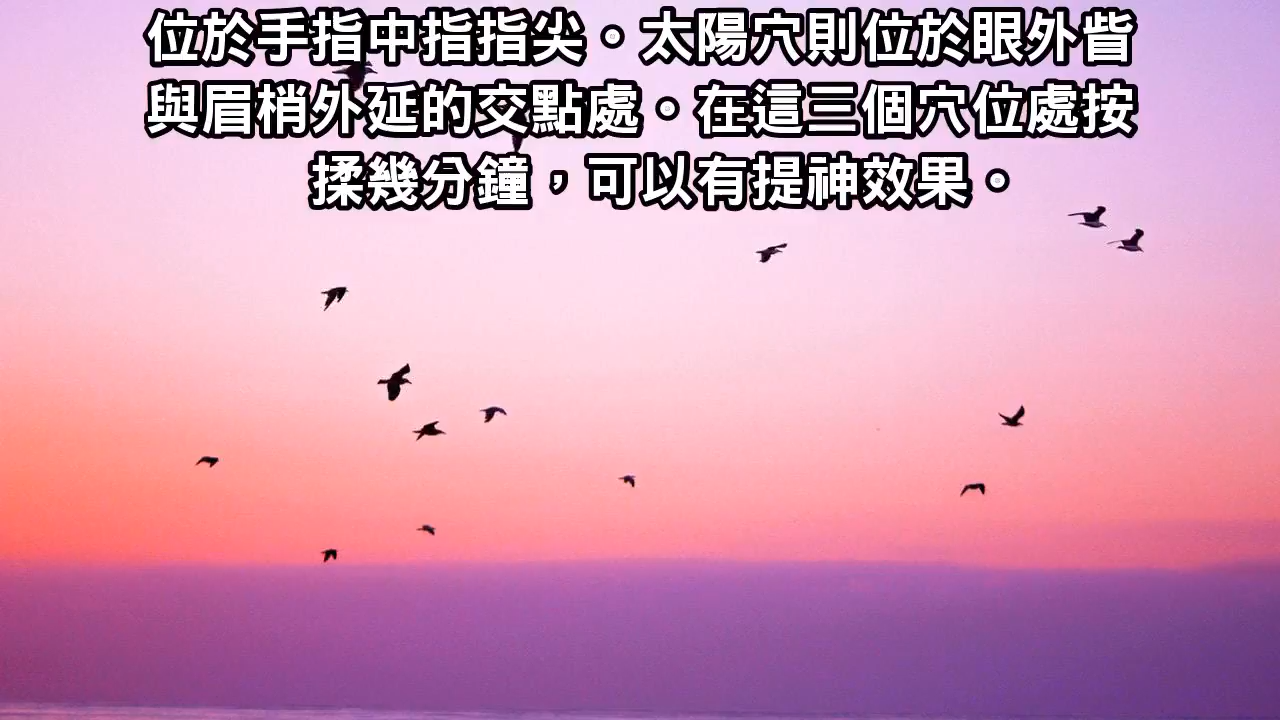 位於手指中指指尖。太陽穴則位於眼外眥
與眉梢外延的交點處。在這三個穴位處按
揉幾分鐘，可以有提神效果。